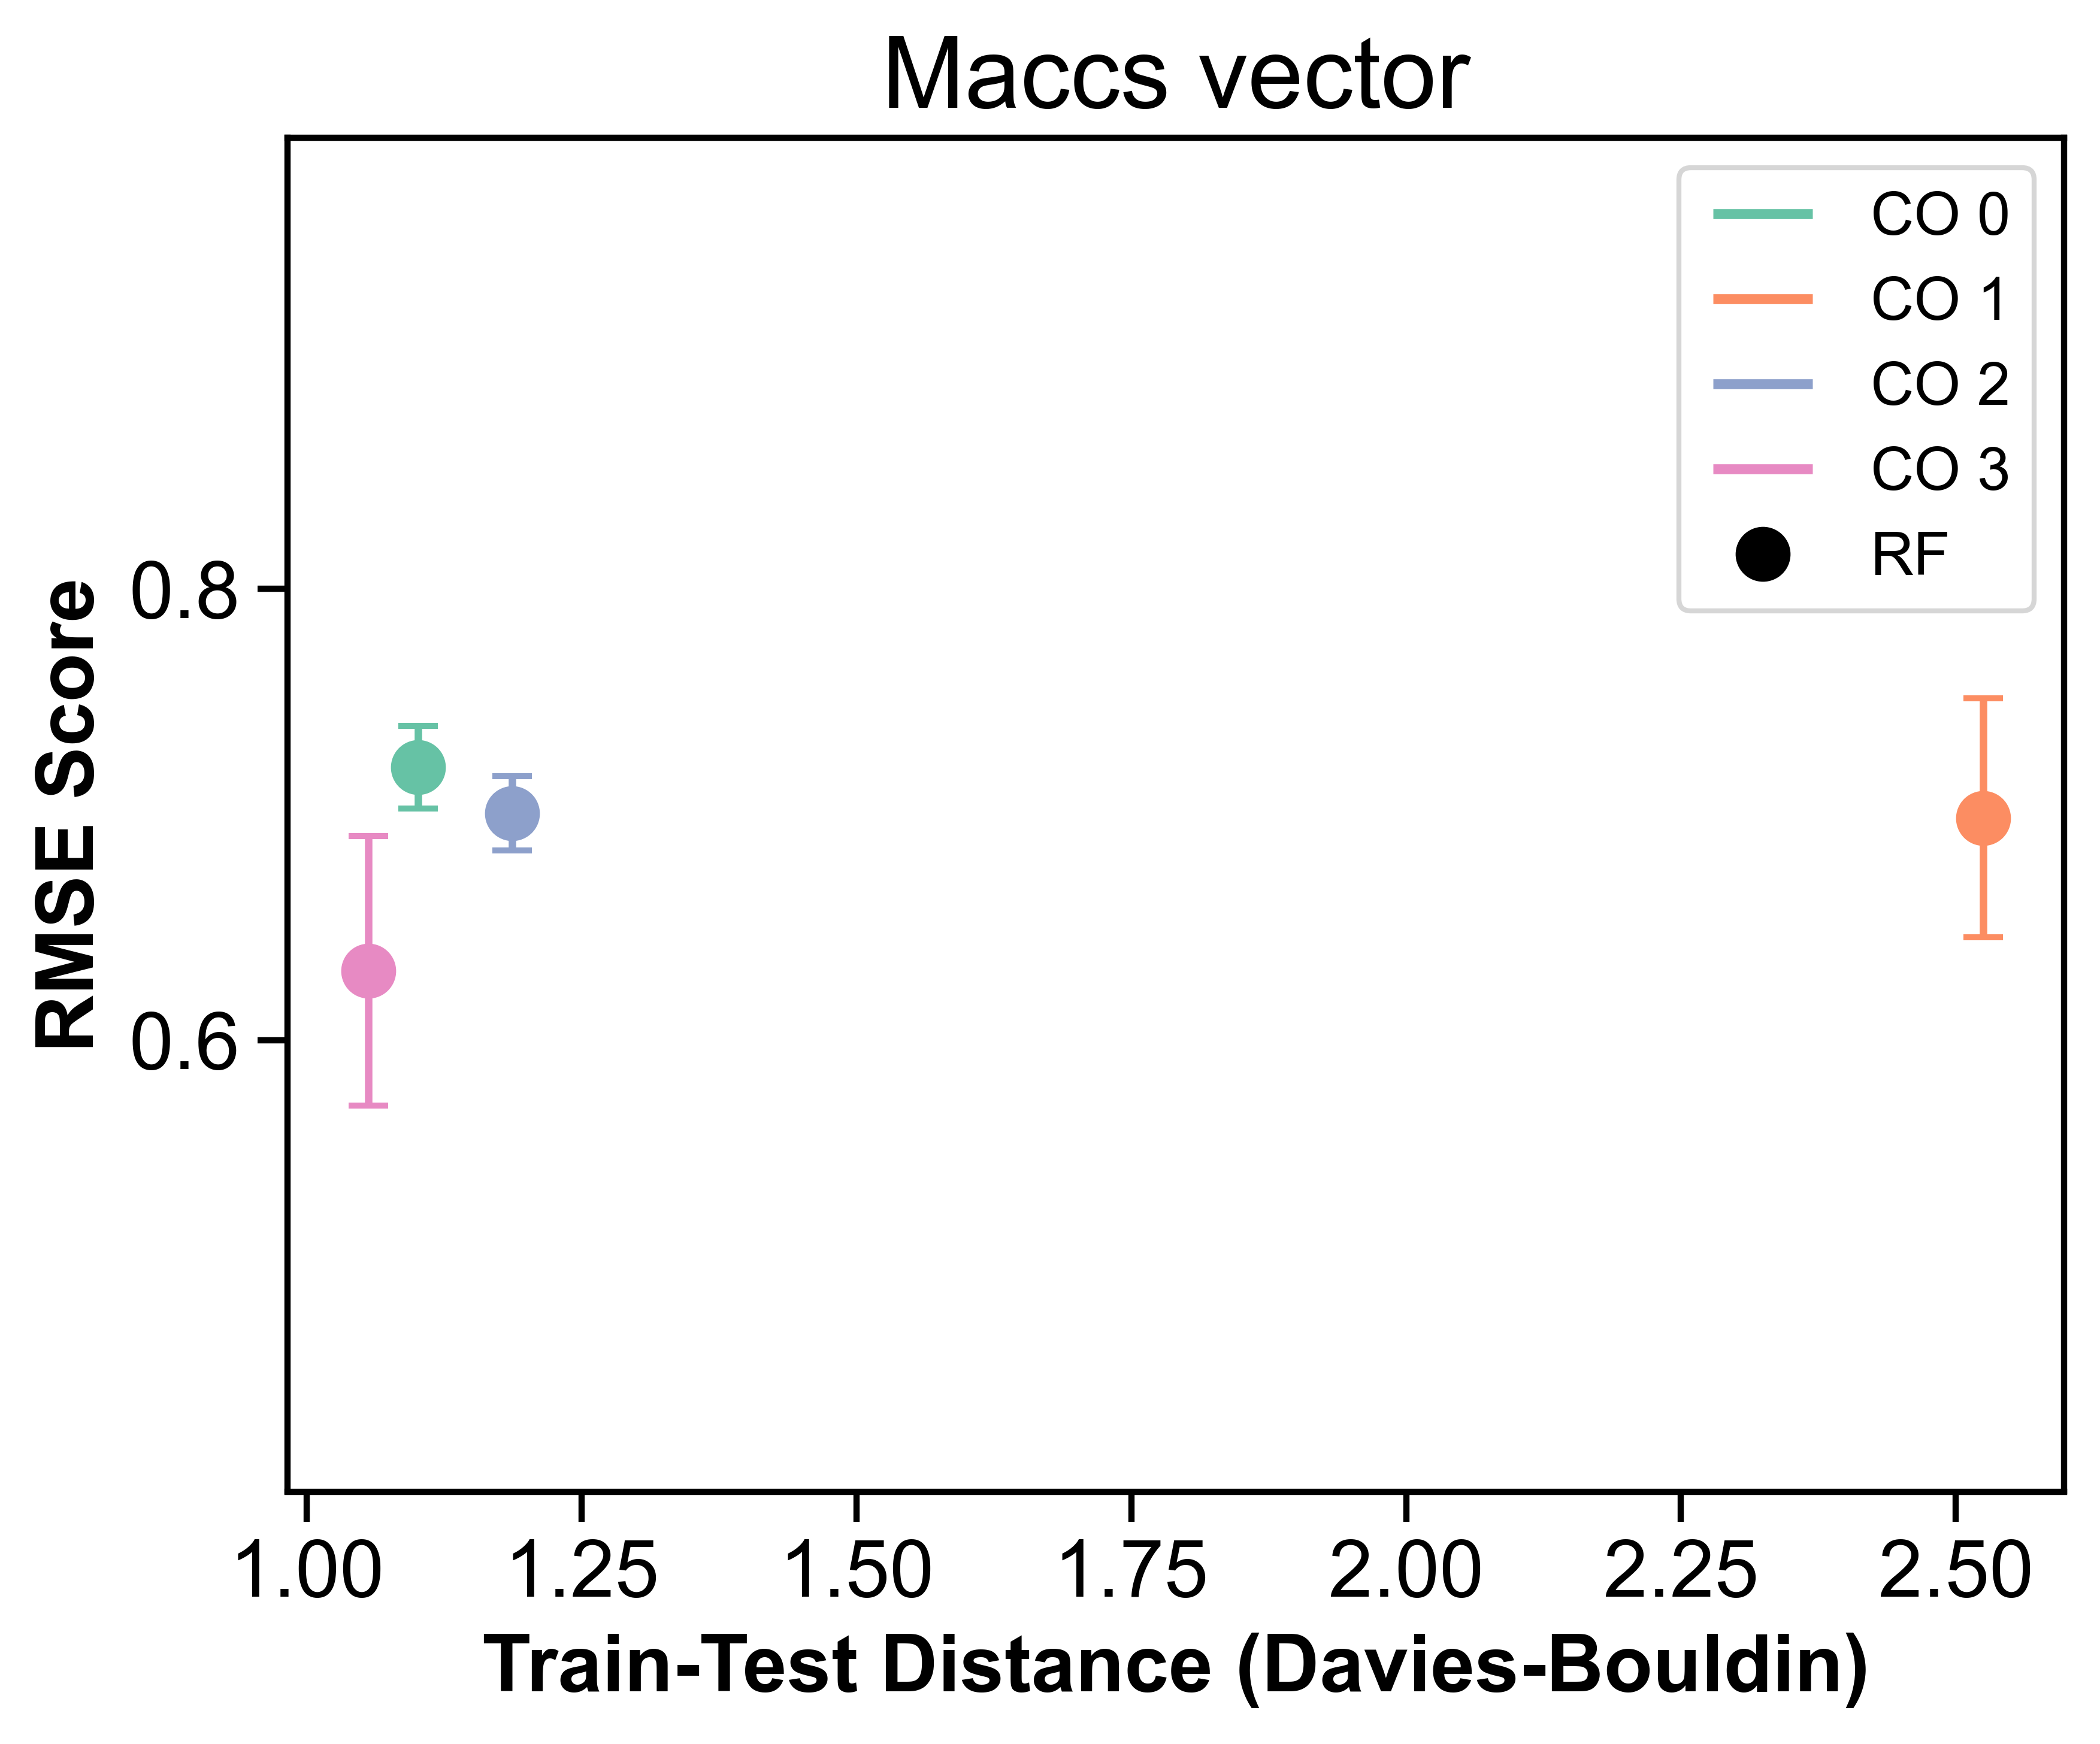 Maccs vector
CO 0
CO 1
CO 2
CO 3
RF
RMSE Score
0.8
0.6
1.00 1.25 1.50 1.75 2.00 2.25 2.50
Train-Test Distance (Davies-Bouldin)